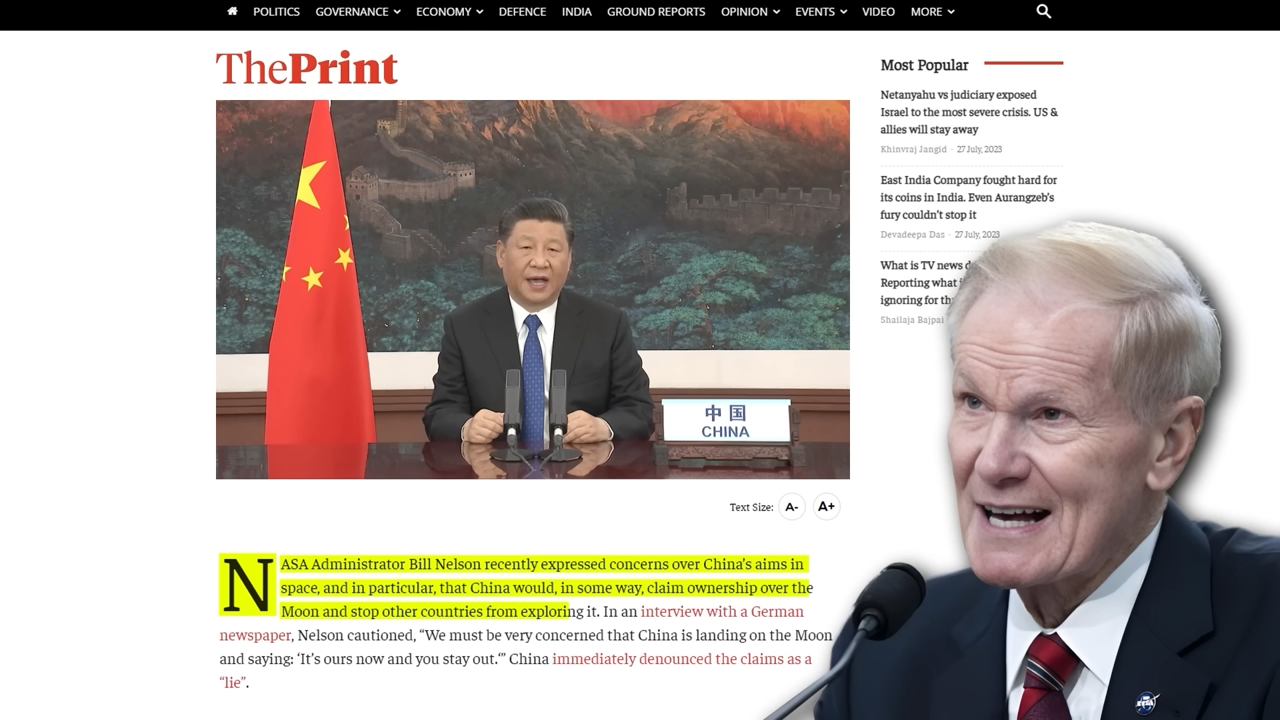 POLITICS GOVERNANCE ECONOMY DEFENCE INDIA GROUND REPORTS OPINION EVENTS VIDEO MORE
ThePrint
中国
CHINA
Text Size: A- A+
NASA Administrator Bill Nelson recently expressed concerns over China's aims in
space, and in particular, that China would, in some way, claim ownership over the
Moon and stop other countries from exploring it. In an interview with a German
newspaper, Nelson cautioned, “We must be very concerned that China is landing on the Moon
and saying: ‘It's ours now and you stay out.‘” China immediately denounced the claims as a
“lie”.
Most Popular
Netanyahu vs judiciary exposed
Israel to the most severe crisis. US &
allies will stay away
Khinvraj Jangid - 27 July, 2023
East India Company fought hard for
its coins in India. Even Aurangzeb's
fury couldn't stop it
Devadeepa Das - 27 July, 2023
What is TV news
Reporting what
ignoring for
Shailaja Bajpai
NASA